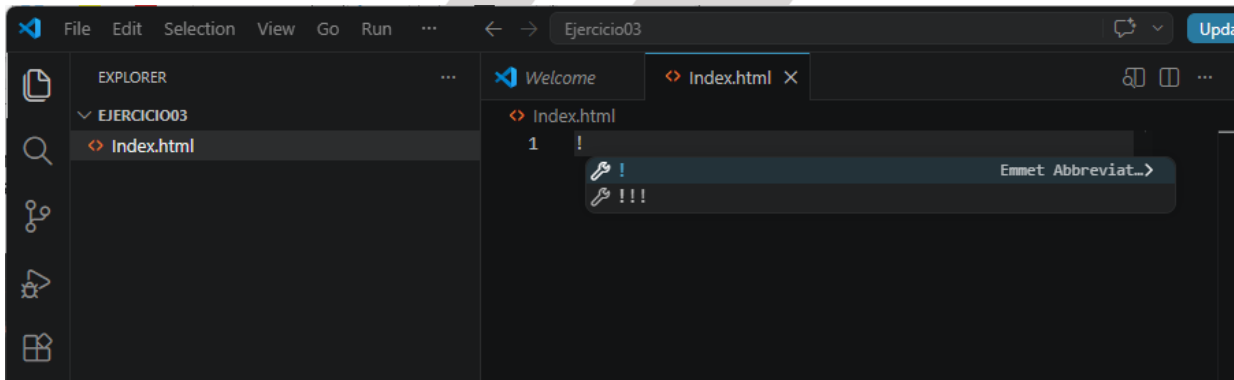 File Edit Selection View Go Run ··· ← → Ejercicio03
EXPLORER ···
EJERCICIO03
Index.html
Welcome Index.html ×
Index.html
1 !
! Emmet Abbreviat…>
!!!